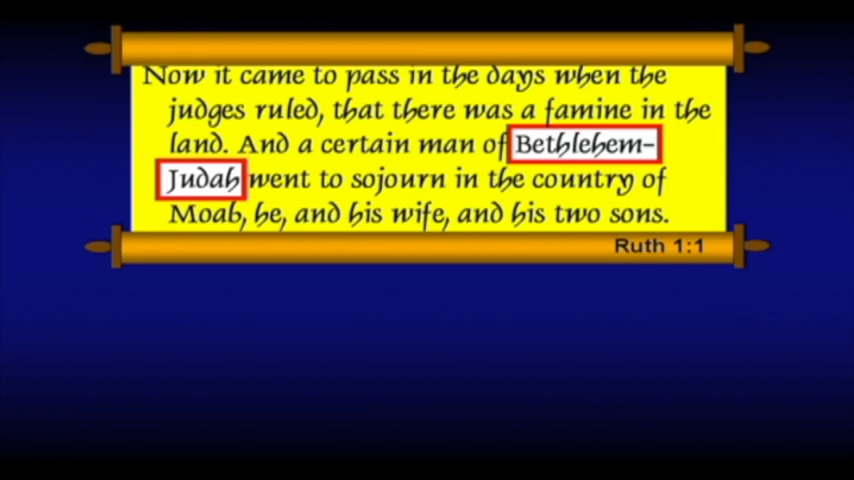 Now it came to pass in the days when the
judges ruled, that there was a famine in the
land. And a certain man of Bethlehem-
Judah went to sojourn in the country of
Moab, he, and his wife, and his two sons.
Ruth 1:1